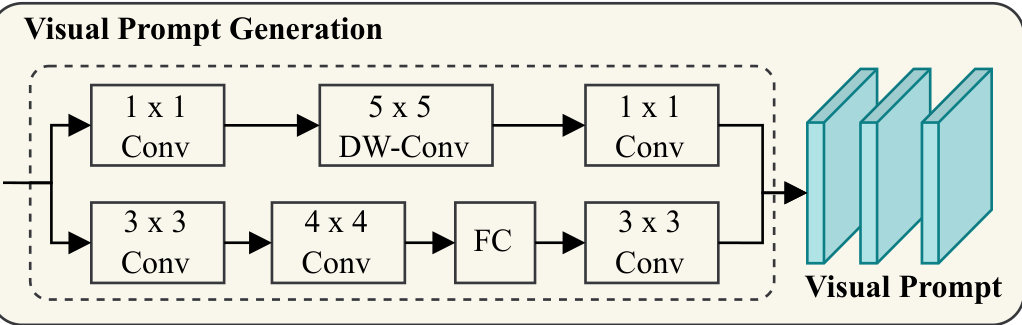 Visual Prompt Generation
1 x 1
Conv
5 x 5
DW-Conv
1 x 1
Conv
3 x 3
Conv
4 x 4
Conv
FC
3 x 3
Conv
Visual Prompt